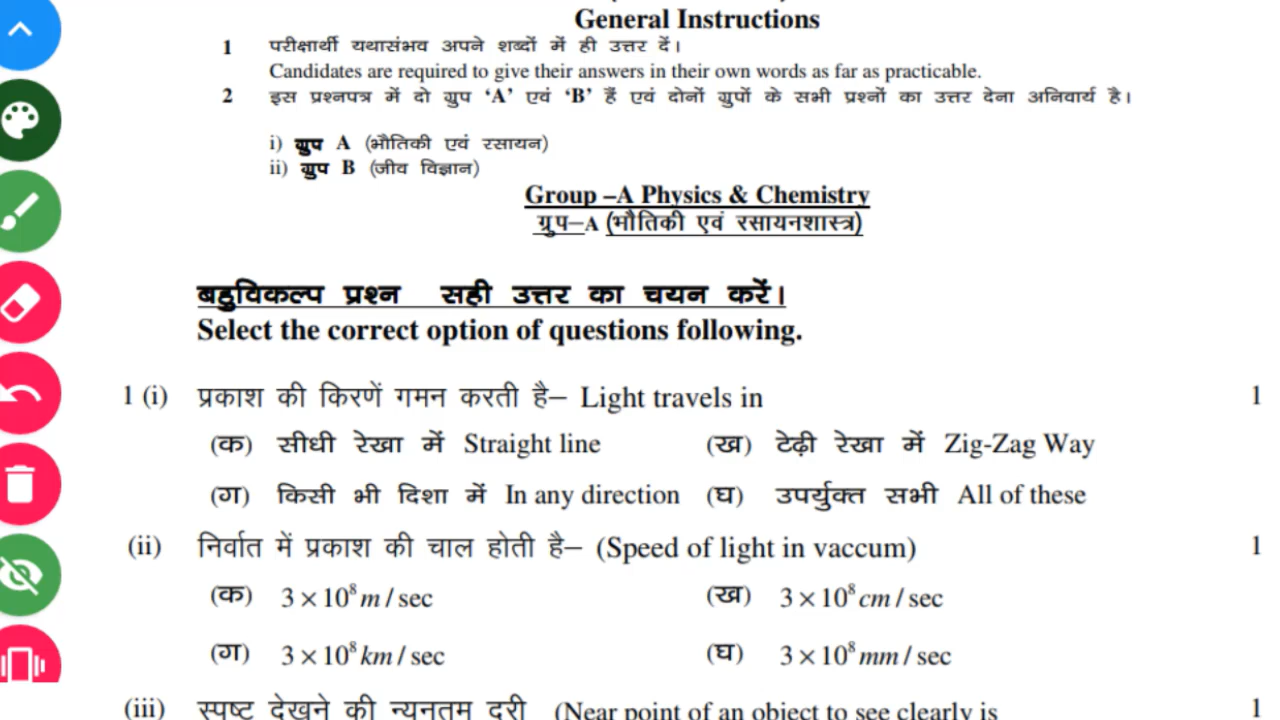 General Instructions
1 परीक्षार्थी यथासंभव अपने शब्दों में ही उत्तर दें।
Candidates are required to give their answers in their own words as far as practicable.
2 इस प्रश्नपत्र में दो ग्रुप ‘A’ एवं ‘B’ हैं एवं दोनों ग्रुपों के सभी प्रश्नों का उत्तर देना अनिवार्य है।
i) ग्रुप A (भौतिकी एवं रसायन)
ii) ग्रुप B (जीव विज्ञान)
Group –A Physics & Chemistry
ग्रुप–A (भौतिकी एवं रसायनशास्त्र)
बहुविकल्प प्रश्न सही उत्तर का चयन करें।
Select the correct option of questions following.
1 (i) प्रकाश की किरणें गमन करती है– Light travels in 1
(क) सीधी रेखा में Straight line (ख) टेढ़ी रेखा में Zig-Zag Way
(ग) किसी भी दिशा में In any direction (घ) उपर्युक्त सभी All of these
(ii) निर्वात में प्रकाश की चाल होती है– (Speed of light in vaccum) 1
(क) 3 × 10⁸ m / sec (ख) 3 × 10⁸ cm / sec
(ग) 3 × 10⁸ km / sec (घ) 3 × 10⁸ mm / sec
(iii) स्पष्ट देखने की न्यूनतम दूरी (Near point of an object to see clearly is 1